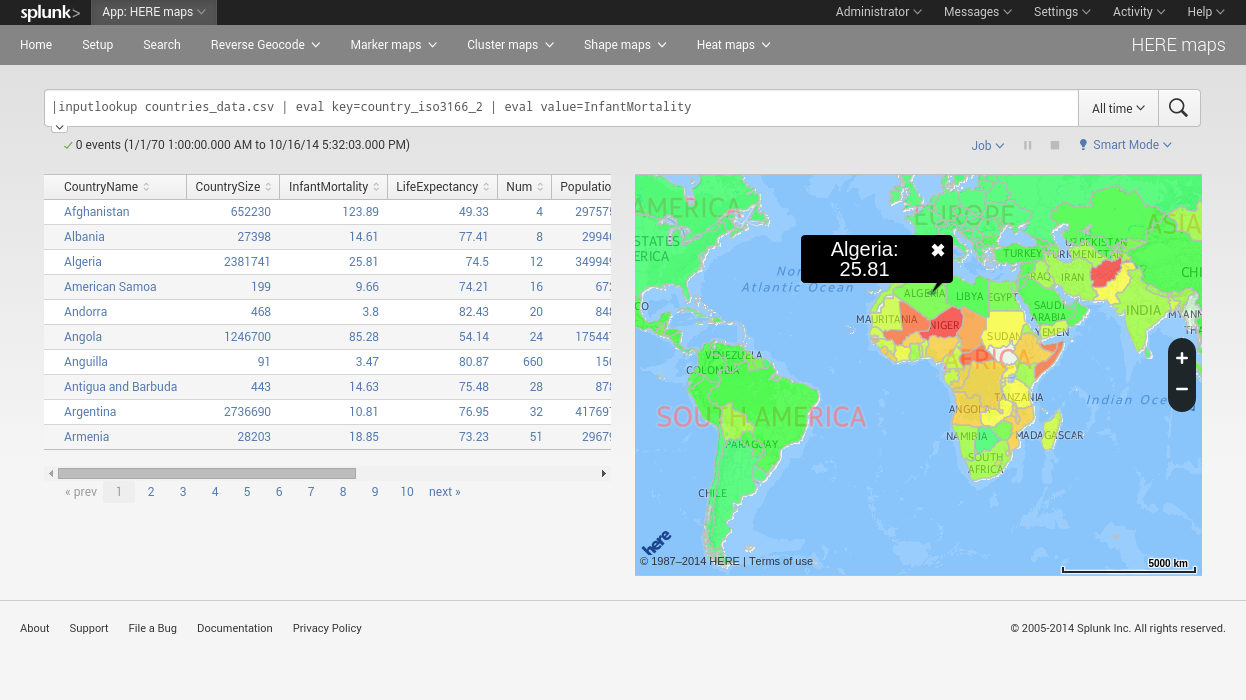 splunk> App: HERE maps Administrator Messages Settings Activity Help
Home Setup Search Reverse Geocode Marker maps Cluster maps Shape maps Heat maps HERE maps
|inputlookup countries_data.csv | eval key=country_iso3166_2 | eval value=InfantMortality
All time
0 events (1/1/70 1:00:00.000 AM to 10/16/14 5:32:03.000 PM)
Job Smart Mode
CountryName CountrySize InfantMortality LifeExpectancy Num Populatio
Afghanistan 652230 123.89 49.33 4 29757
Albania 27398 14.61 77.41 8 2994
Algeria 2381741 25.81 74.5 12 34994
American Samoa 199 9.66 74.21 16 67
Andorra 468 3.8 82.43 20 848
Angola 1246700 85.28 54.14 24 17544
Anguilla 91 3.47 80.87 660 150
Antigua and Barbuda 443 14.63 75.48 28 878
Argentina 2736690 10.81 76.95 32 41769
Armenia 28203 18.85 73.23 51 2967
« prev 1 2 3 4 5 6 7 8 9 10 next »
AMERICA
EUROPE
ASIA
STATES
ERICA
Algeria:
25.81
UZBEKISTAN
TURKEY
TURKMENISTAN
IRAQ
IRAN
CHI
Atlantic Ocean
ALGERIA
LIBYA
EGYPT
SAUDI
ARABIA
INDIA
MYANM
CO
MAURITANIA
NIGER
SUDAN
YEMEN
TH
VENEZUELA
COLOMBIA
AFRICA
SOUTH AMERICA
ANGOLA
TANZANIA
Indian Oce
PARAGUAY
NAMIBIA
MADAGASCAR
SOUTH
AFRICA
CHILE
here
© 1987–2014 HERE | Terms of use
5000 km
About Support File a Bug Documentation Privacy Policy
© 2005-2014 Splunk Inc. All rights reserved.